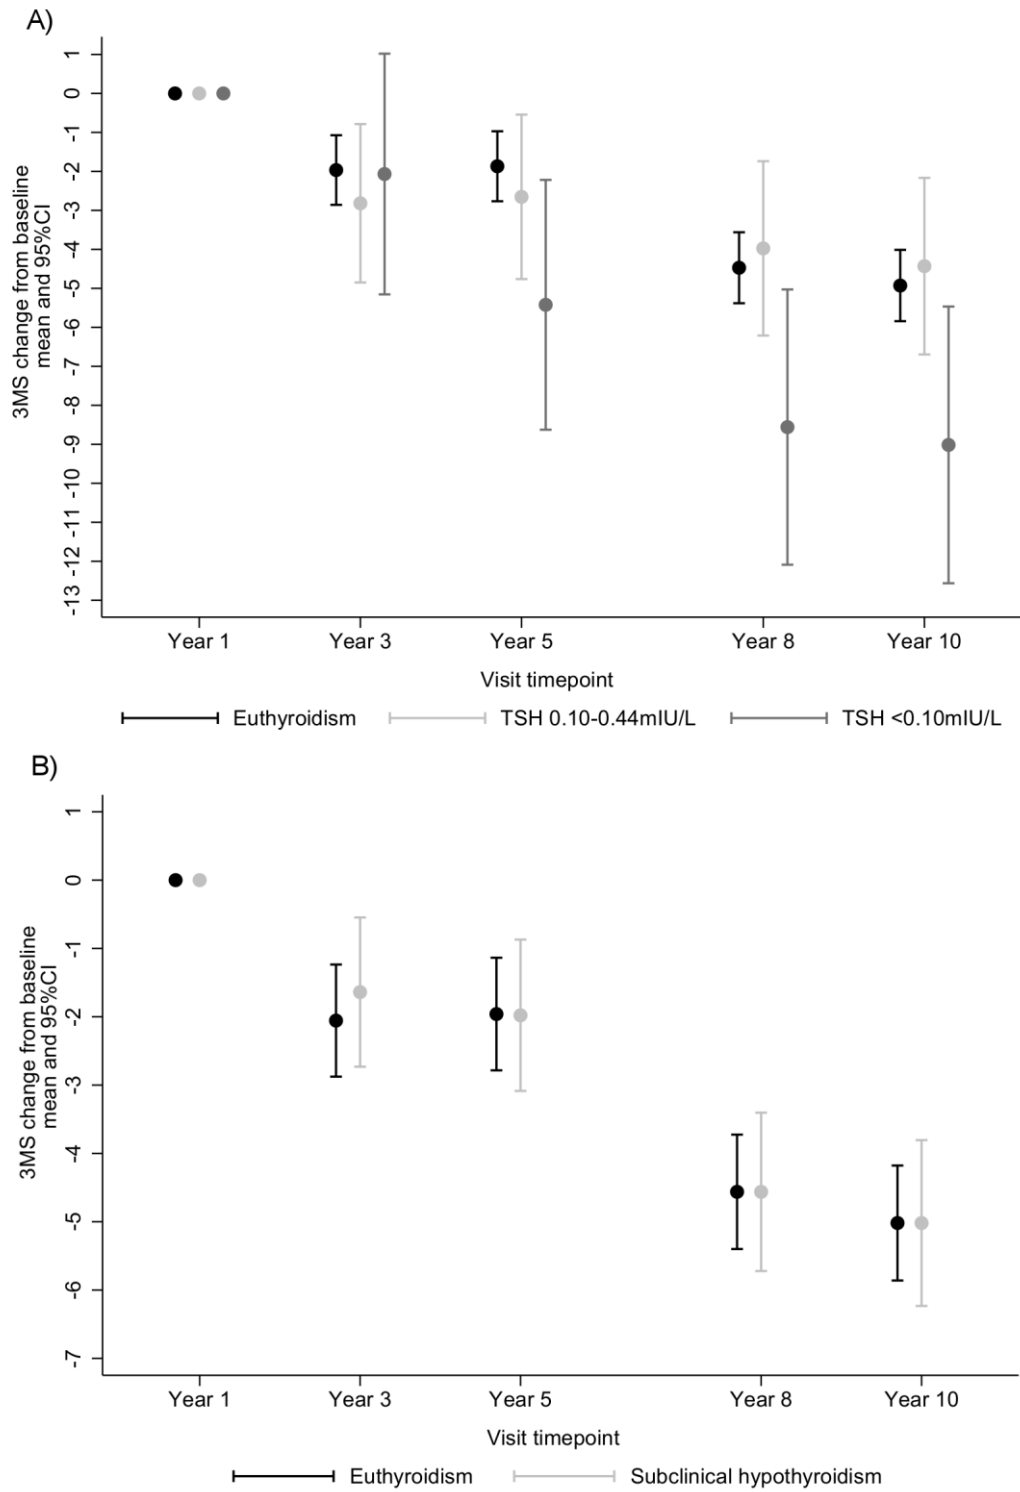 A)
1
0
-1
-2
-3
-4
-5
-6
-7
-8
-9
-10
-11
-12
-13
3MS change from baseline
mean and 95%CI
Year 1 Year 3 Year 5 Year 8 Year 10
Visit timepoint
Euthyroidism TSH 0.10-0.44mIU/L TSH <0.10mIU/L
B)
1
0
-1
-2
-3
-4
-5
-6
-7
3MS change from baseline
mean and 95%CI
Year 1 Year 3 Year 5 Year 8 Year 10
Visit timepoint
Euthyroidism Subclinical hypothyroidism